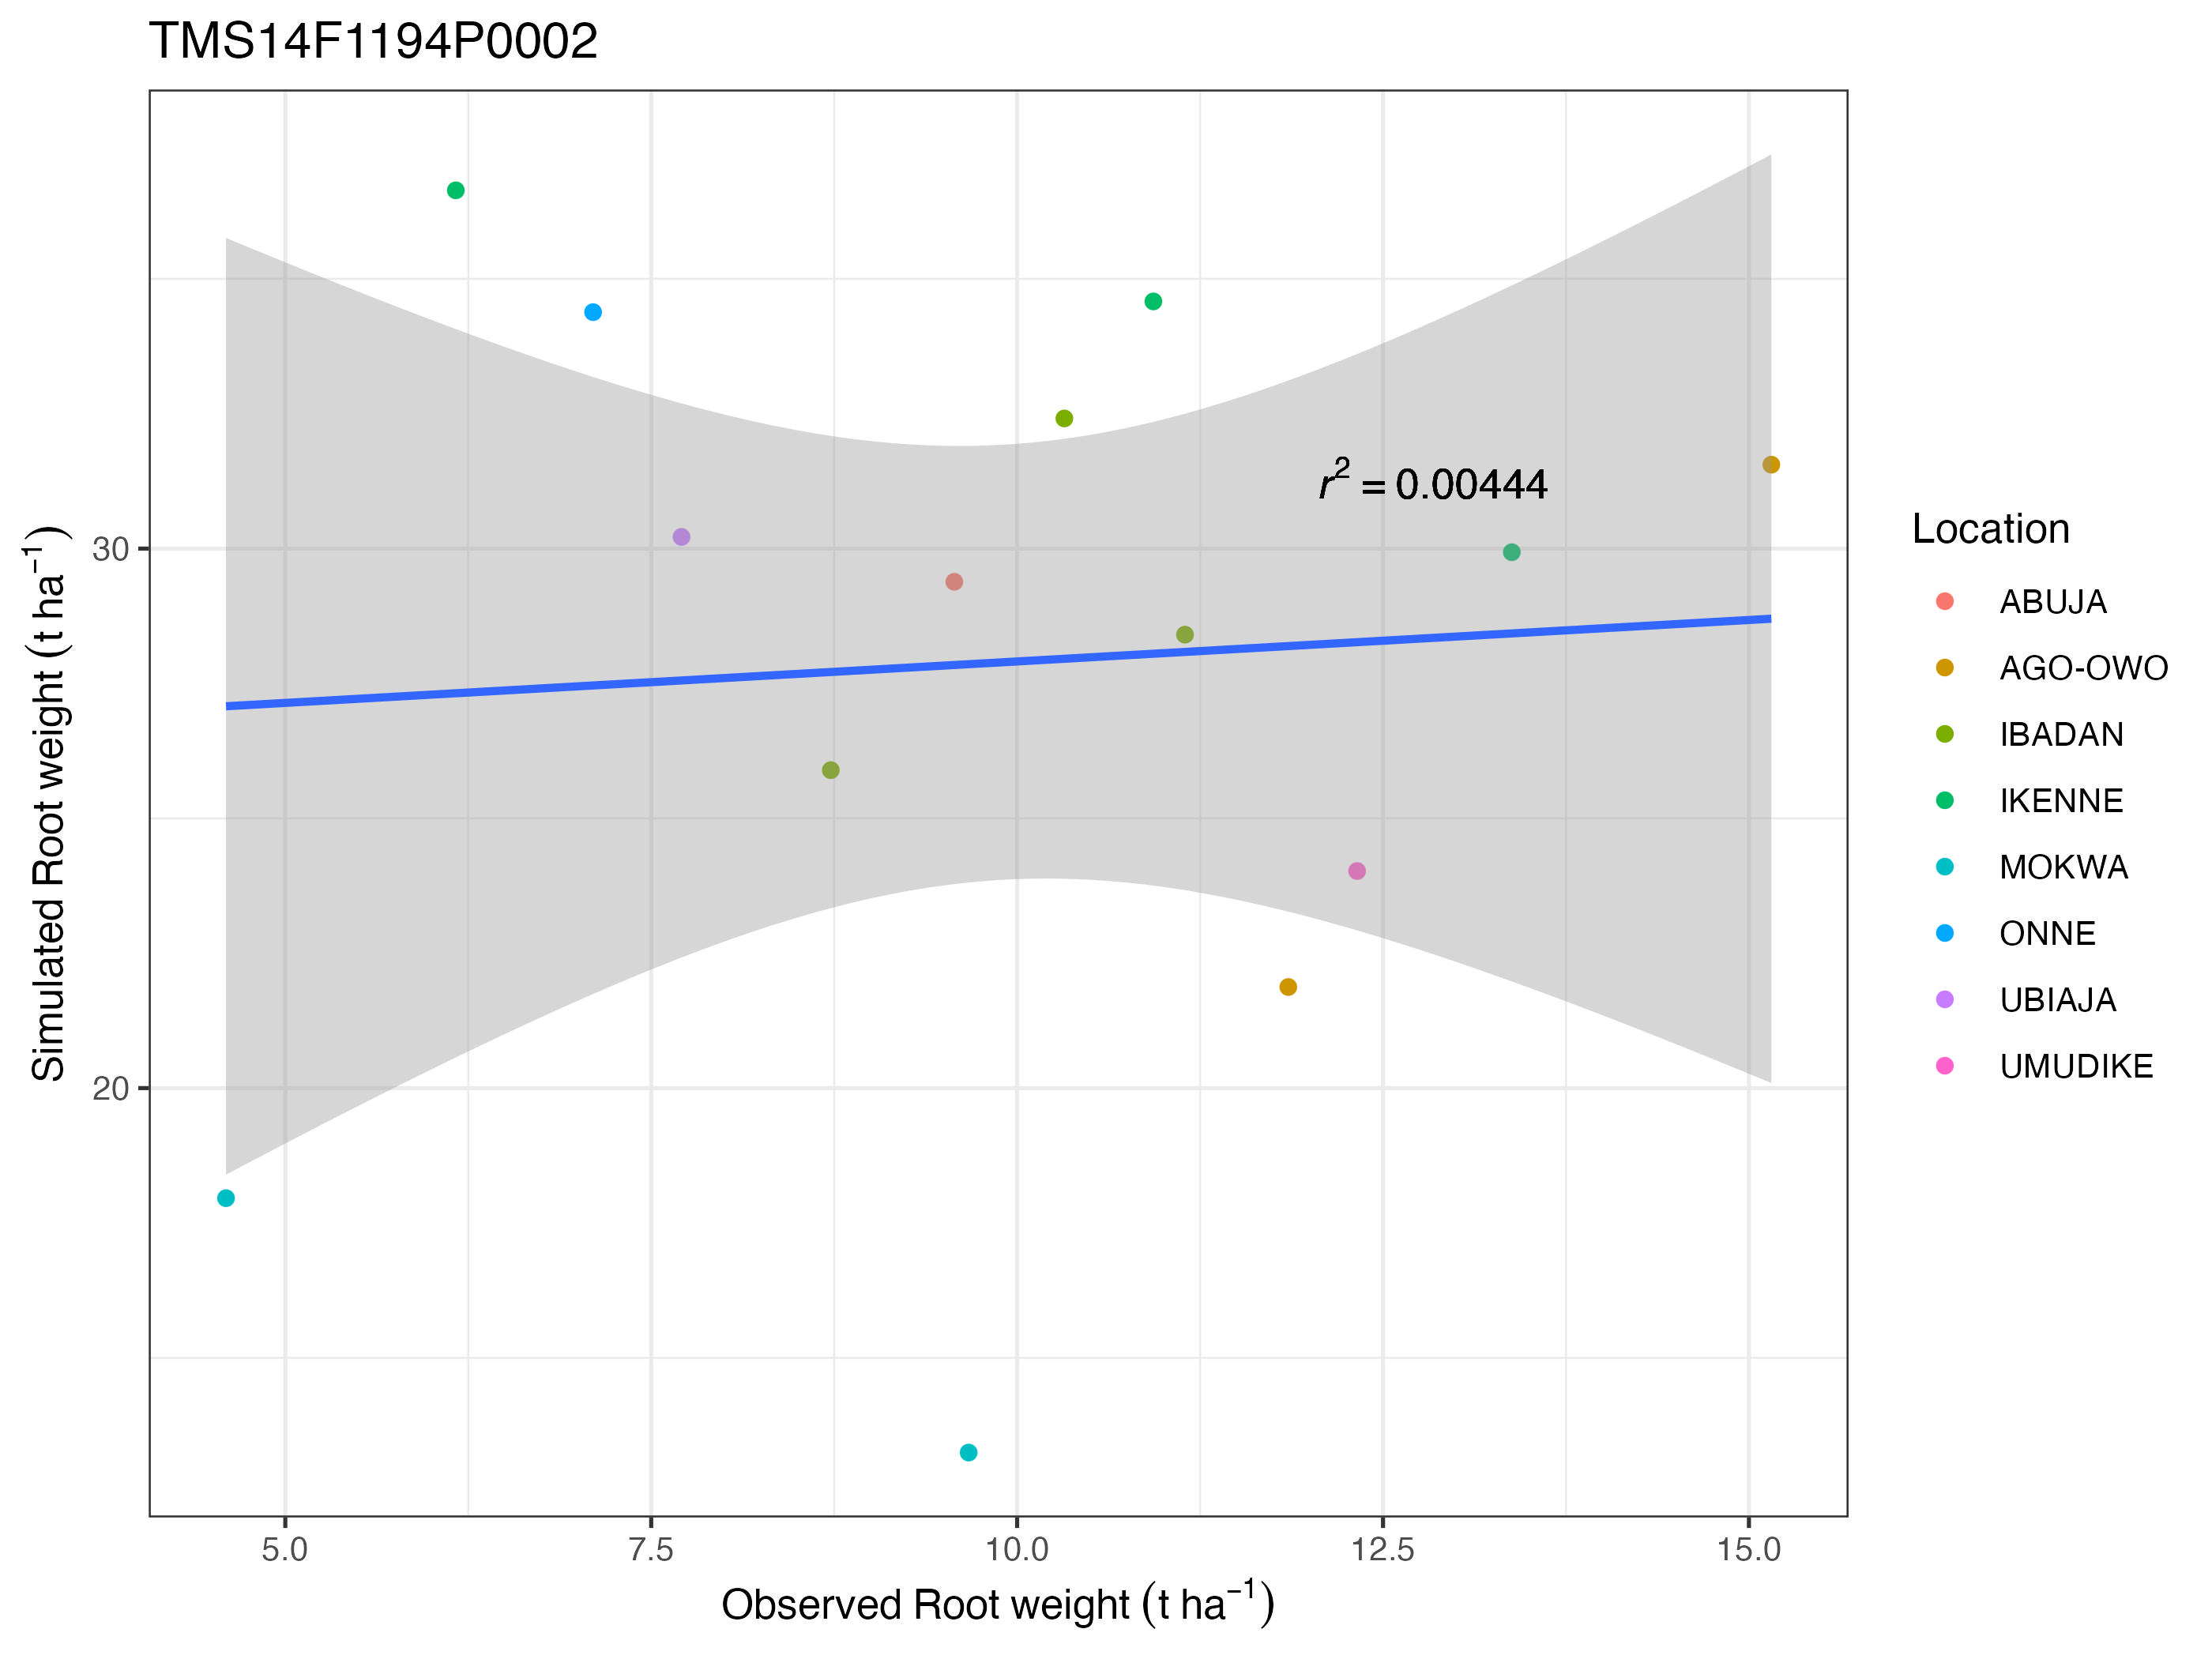 TMS14F1194P0002
Simulated Root weight (t ha⁻¹)
30
20
r² = 0.00444
5.0
7.5
10.0
12.5
15.0
Observed Root weight (t ha⁻¹)
Location
ABUJA
AGO-OWO
IBADAN
IKENNE
MOKWA
ONNE
UBIAJA
UMUDIKE